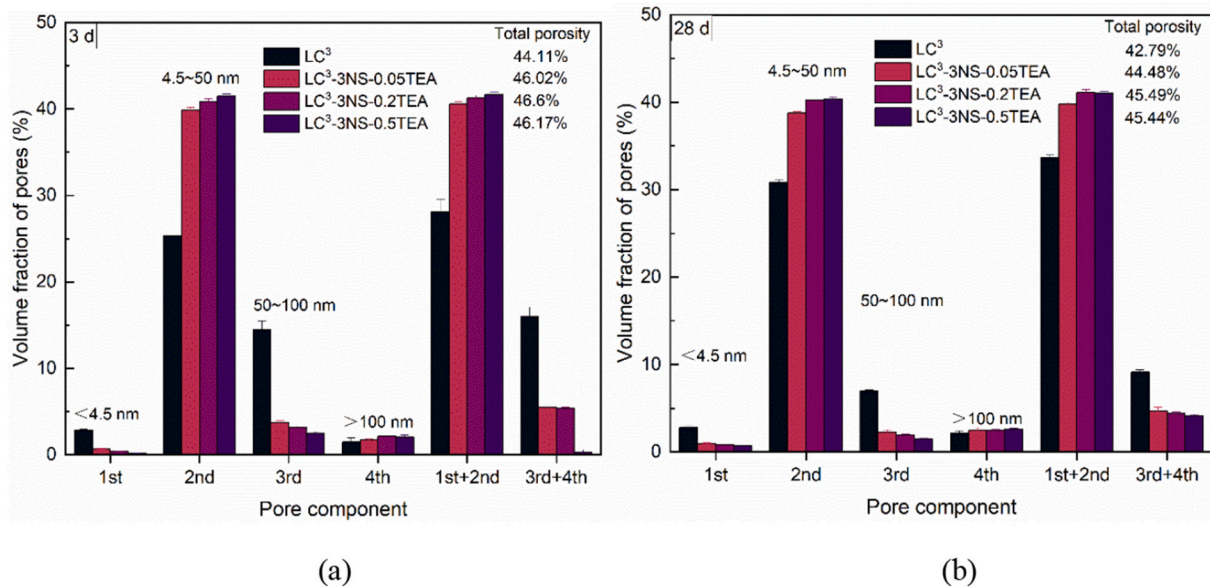 3 d
Total porosity
LC³ 44.11%
LC³-3NS-0.05TEA 46.02%
LC³-3NS-0.2TEA 46.6%
LC³-3NS-0.5TEA 46.17%
4.5~50 nm
50~100 nm
<4.5 nm
>100 nm
Volume fraction of pores (%)
50
40
30
20
10
0
1st 2nd 3rd 4th 1st+2nd 3rd+4th
Pore component
(a)
28 d
Total porosity
LC³ 42.79%
LC³-3NS-0.05TEA 44.48%
LC³-3NS-0.2TEA 45.49%
LC³-3NS-0.5TEA 45.44%
4.5~50 nm
50~100 nm
<4.5 nm
>100 nm
Volume fraction of pores (%)
50
40
30
20
10
0
1st 2nd 3rd 4th 1st+2nd 3rd+4th
Pore component
(b)